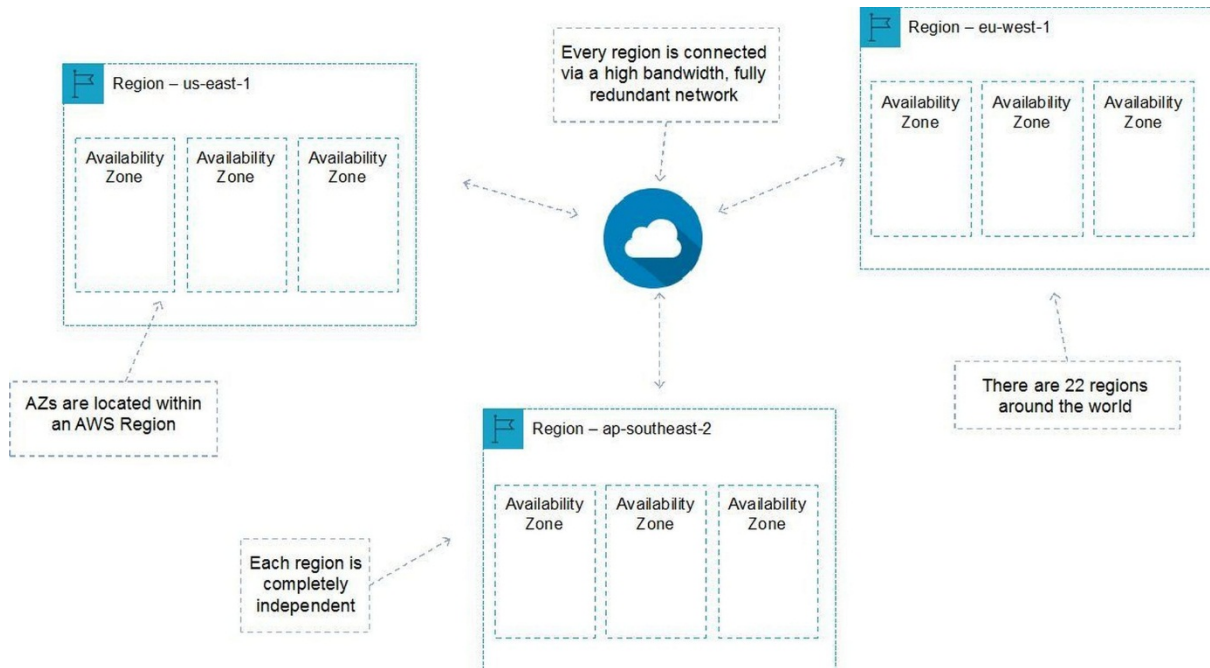 Region – us-east-1
Availability
Zone
Availability
Zone
Availability
Zone
Every region is connected
via a high bandwidth, fully
redundant network
Region – eu-west-1
Availability
Zone
Availability
Zone
Availability
Zone
AZs are located within
an AWS Region
There are 22 regions
around the world
Region – ap-southeast-2
Availability
Zone
Availability
Zone
Availability
Zone
Each region is
completely
independent